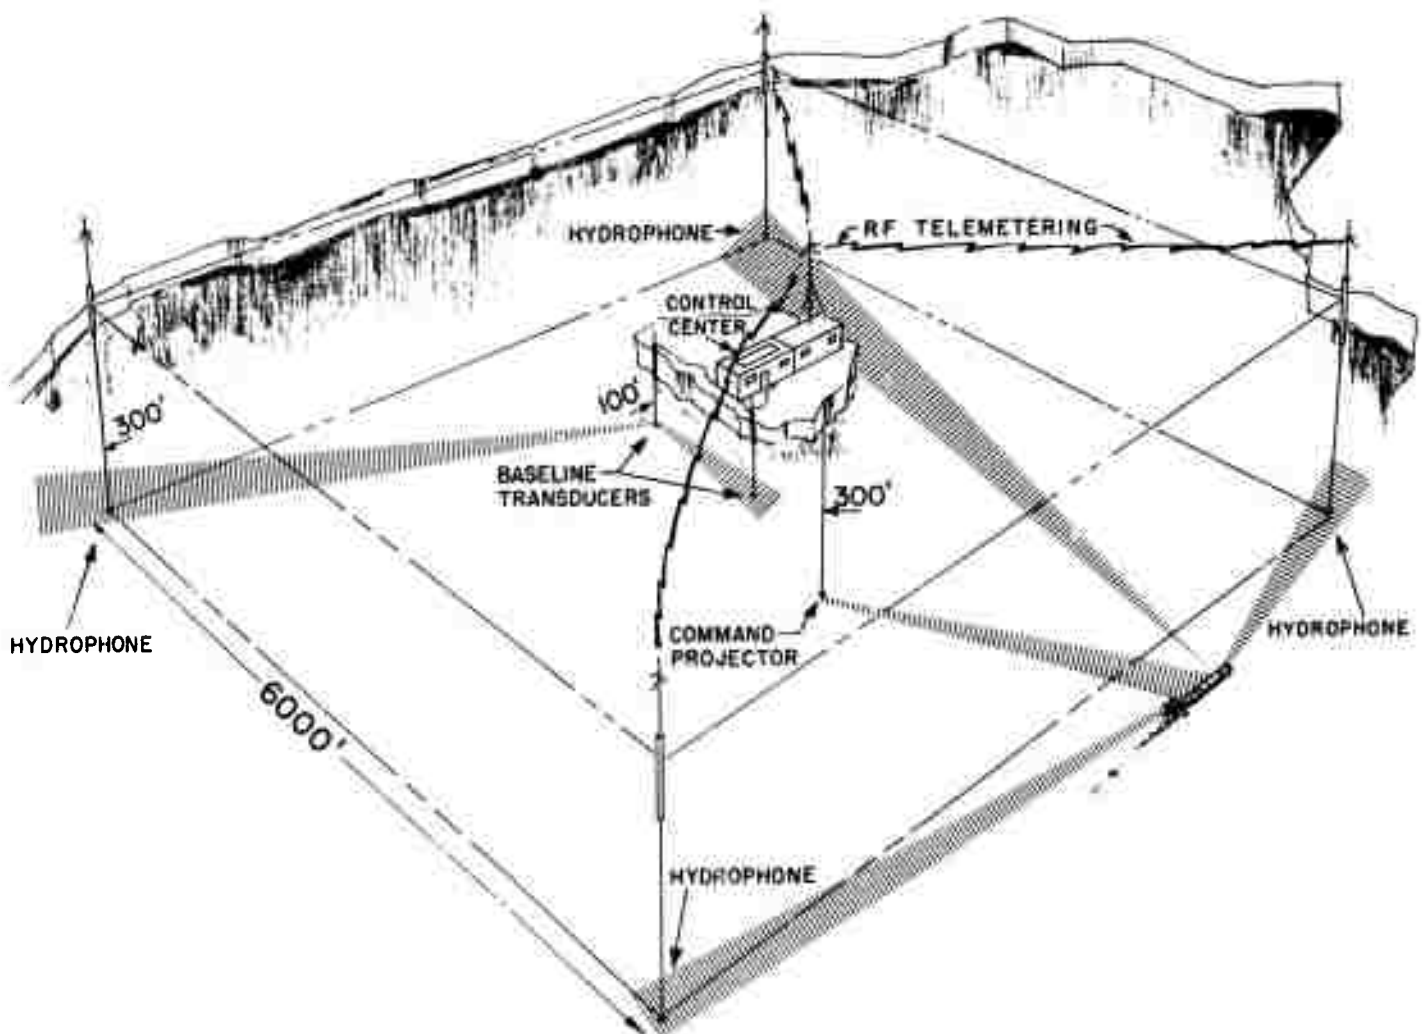 HYDROPHONE
RF TELEMETERING
CONTROL
CENTER
100'
300'
BASELINE
TRANSDUCERS
300'
HYDROPHONE
COMMAND
PROJECTOR
HYDROPHONE
6000'
HYDROPHONE